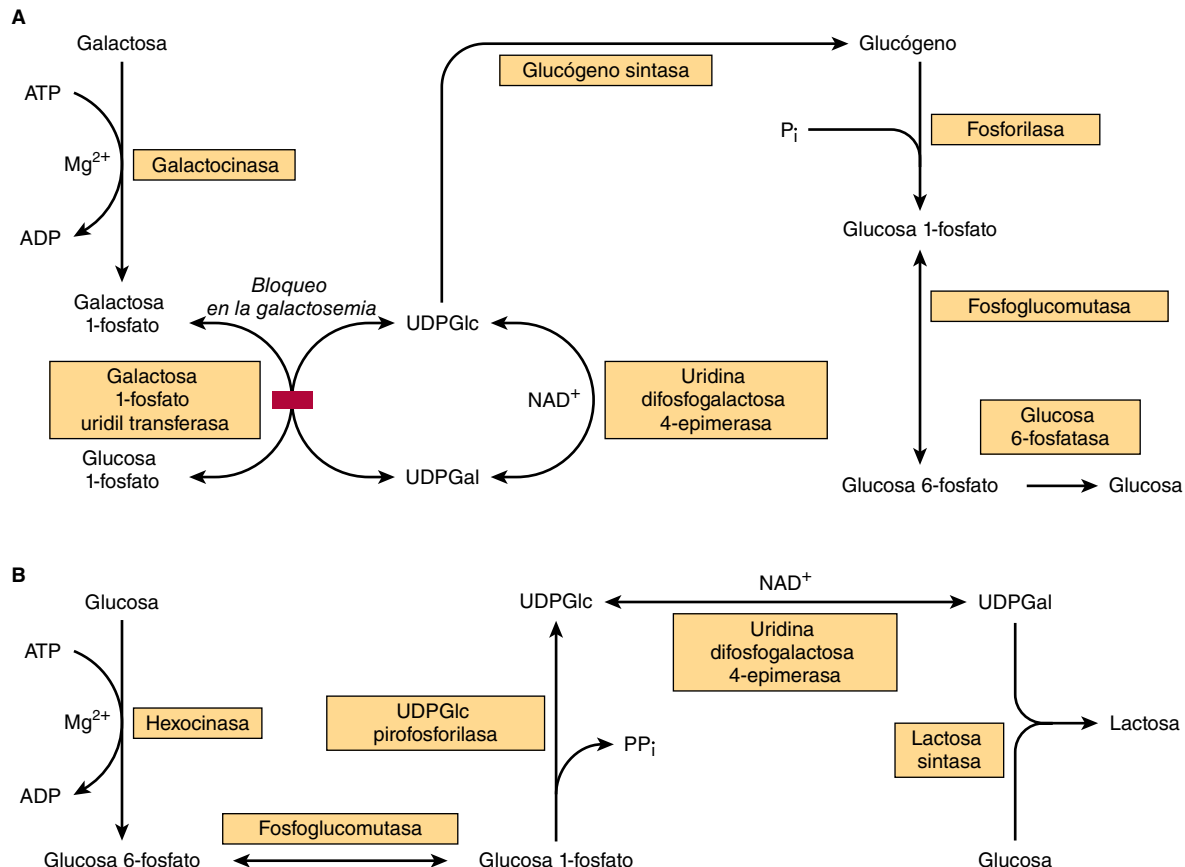 A
Galactosa
ATP
Mg2+
ADP
Galactocinasa
Galactosa
1-fosfato
Bloqueo
en la galactosemia
Galactosa
1-fosfato
uridil transferasa
Glucosa
1-fosfato
UDPGlc
NAD+
UDPGal
Uridina
difosfogalactosa
4-epimerasa
Glucógeno sintasa
Glucógeno
Pi
Fosforilasa
Glucosa 1-fosfato
Fosfoglucomutasa
Glucosa
6-fosfatasa
Glucosa 6-fosfato
Glucosa
B
Glucosa
ATP
Mg2+
ADP
Hexocinasa
Glucosa 6-fosfato
Fosfoglucomutasa
Glucosa 1-fosfato
UDPGlc
pirofosforilasa
PPi
UDPGlc
NAD+
Uridina
difosfogalactosa
4-epimerasa
UDPGal
Lactosa
sintasa
Lactosa
Glucosa